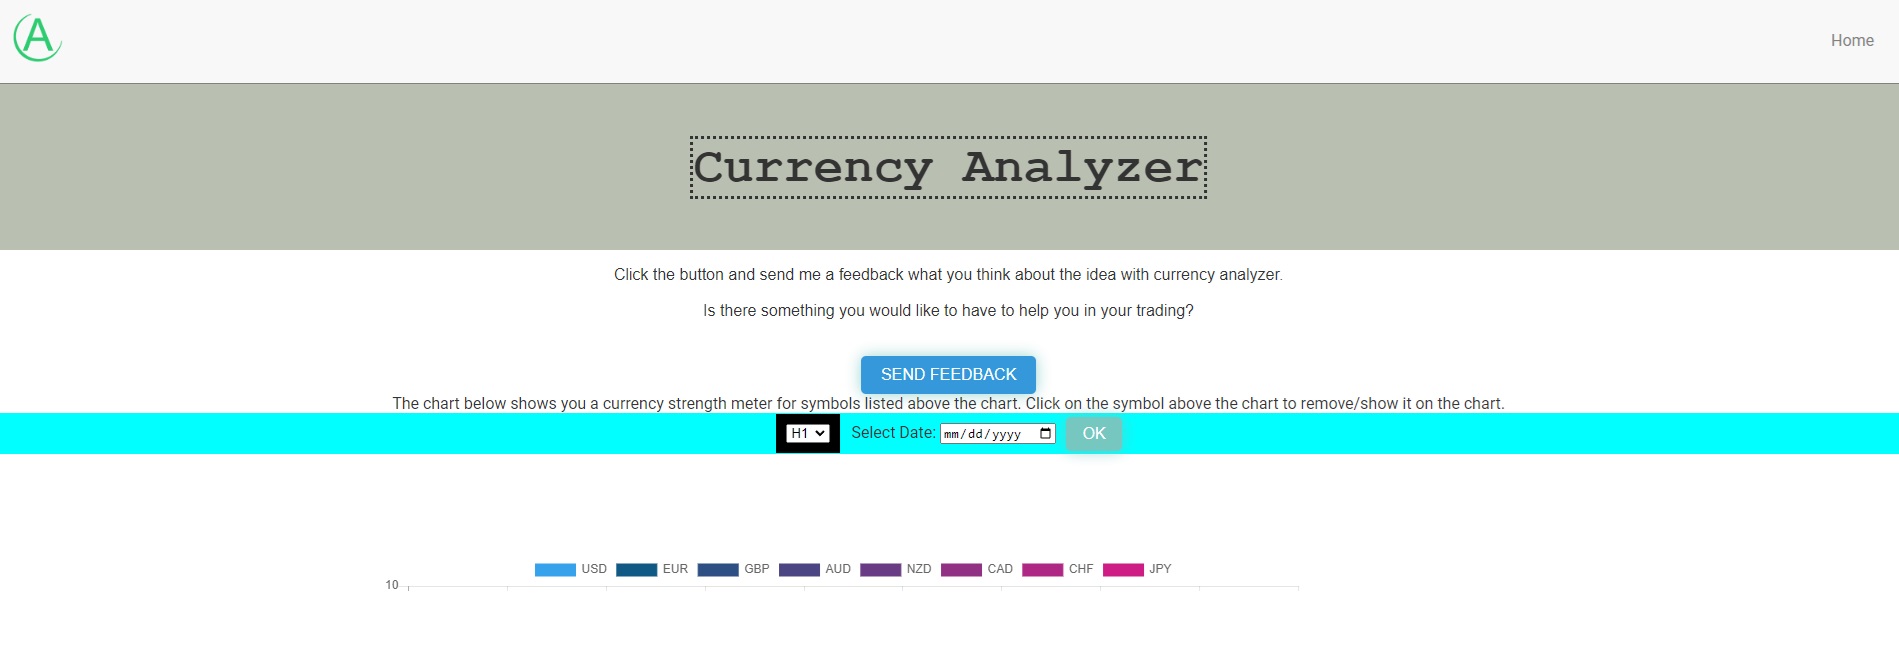 A
Home
Currency Analyzer
Click the button and send me a feedback what you think about the idea with currency analyzer.
Is there something you would like to have to help you in your trading?
SEND FEEDBACK
The chart below shows you a currency strength meter for symbols listed above the chart. Click on the symbol above the chart to remove/show it on the chart.
H1 Select Date: mm/dd/yyyy OK
USD EUR GBP AUD NZD CAD CHF JPY
10